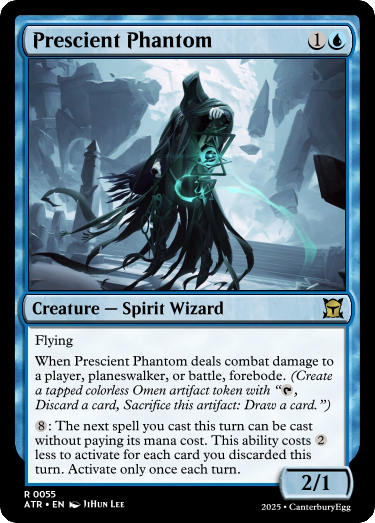 Prescient Phantom 1
Creature — Spirit Wizard
Flying
When Prescient Phantom deals combat damage to
a player, planeswalker, or battle, forebode. (Create
a tapped colorless Omen artifact token with “,
Discard a card, Sacrifice this artifact: Draw a card.”)
8: The next spell you cast this turn can be cast
without paying its mana cost. This ability costs 2
less to activate for each card you discarded this
turn. Activate only once each turn.
2/1
R 0055
ATR • EN JiHun Lee
2025 • CanterburyEgg